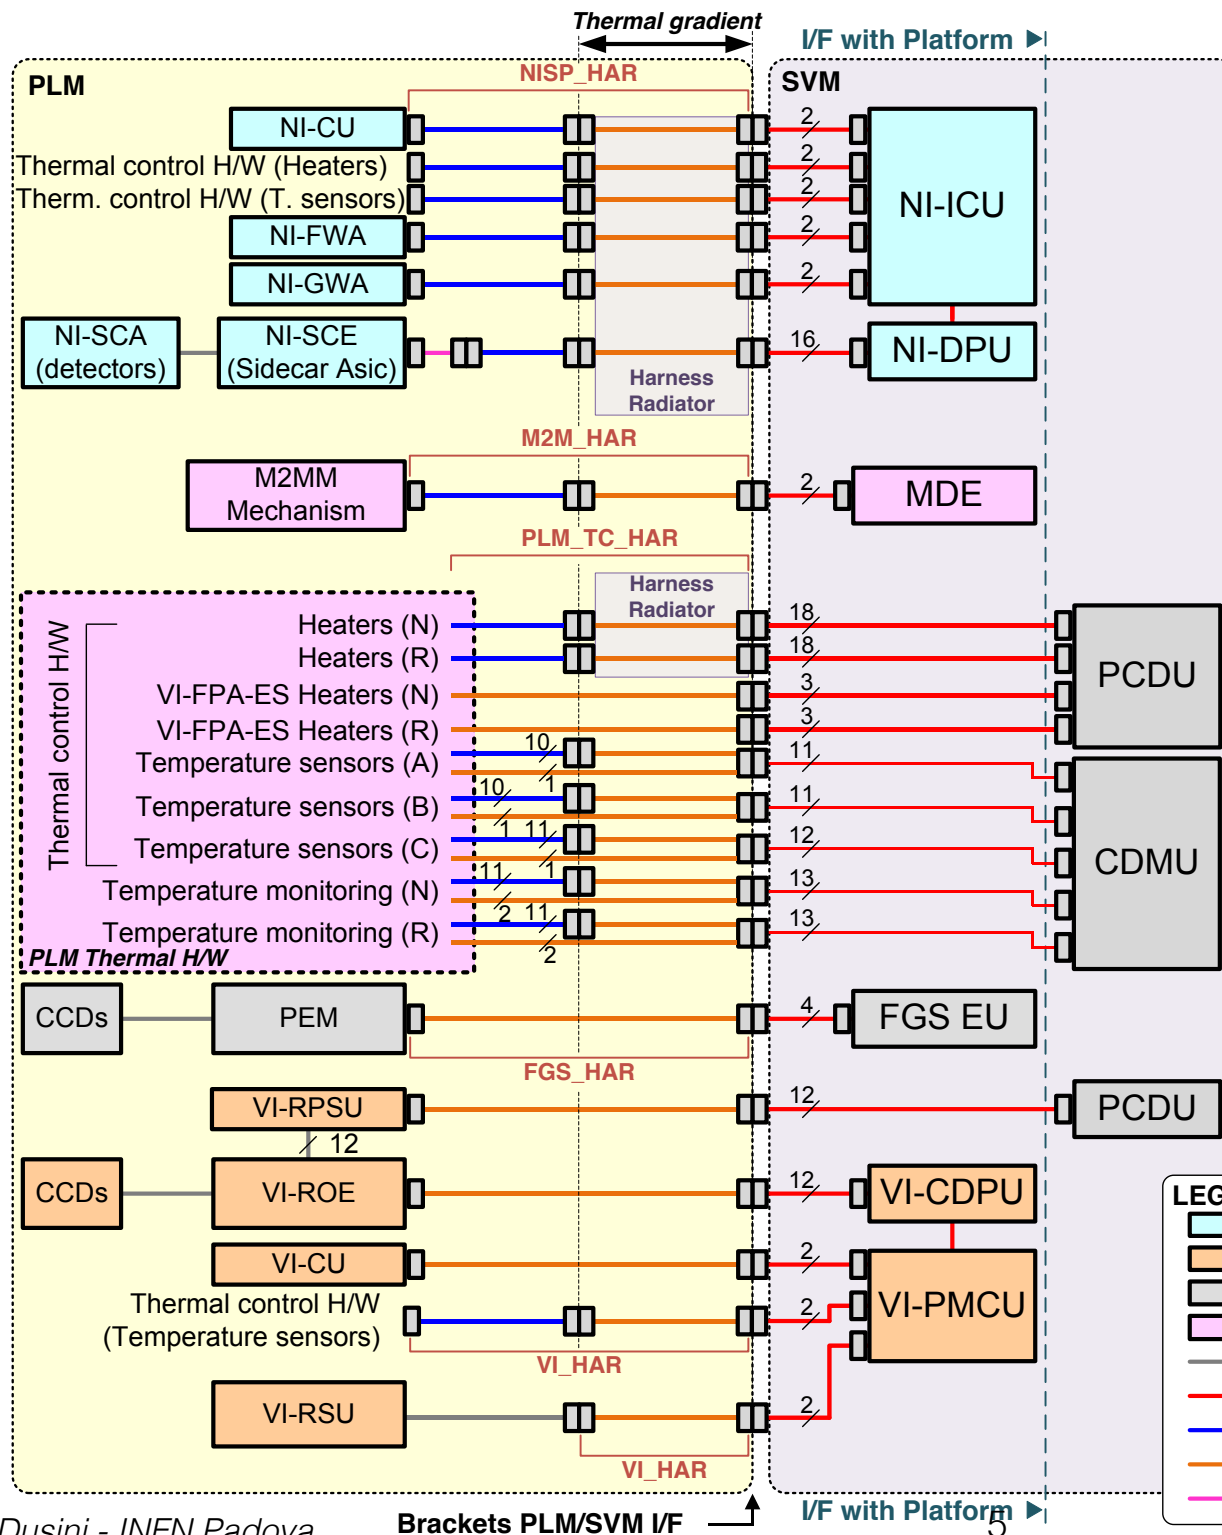 Thermal gradient
I/F with Platform
PLM
NISP_HAR
SVM
NI-CU
2
Thermal control H/W (Heaters)
2
Therm. control H/W (T. sensors)
2
NI-ICU
NI-FWA
2
NI-GWA
2
NI-SCA
(detectors)
NI-SCE
(Sidecar Asic)
16
NI-DPU
Harness
Radiator
M2M_HAR
M2MM
Mechanism
2
MDE
PLM_TC_HAR
Harness
Radiator
Thermal control H/W
Heaters (N)
18
Heaters (R)
18
PCDU
VI-FPA-ES Heaters (N)
3
VI-FPA-ES Heaters (R)
3
Temperature sensors (A)
10
1
11
Temperature sensors (B)
10
1
11
CDMU
Temperature sensors (C)
11
1
12
Temperature monitoring (N)
11
2
13
Temperature monitoring (R)
11
2
13
PLM Thermal H/W
CCDs
PEM
4
FGS EU
FGS_HAR
VI-RPSU
12
PCDU
12
CCDs
VI-ROE
12
VI-CDPU
LEG
VI-CU
2
VI-PMCU
Thermal control H/W
(Temperature sensors)
2
VI_HAR
VI-RSU
2
VI_HAR
I/F with Platform
Dusini - INFN Padova
Brackets PLM/SVM I/F
5